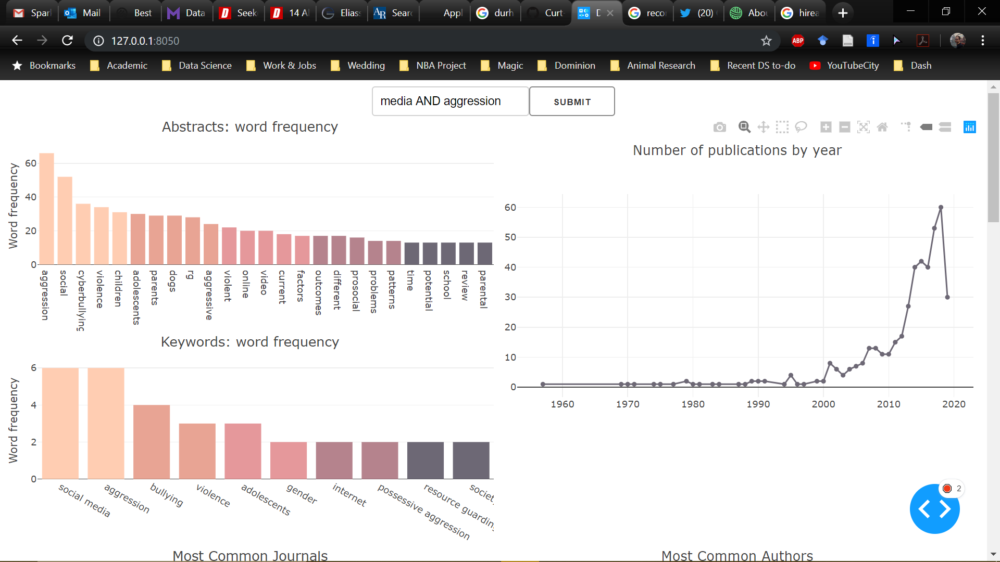 Spar Mail Best Data Seek 14 A Elias Sear Appl durh Curt- D reco (20) Abou hirea
127.0.0.1:8050 ABP
Bookmarks Academic Data Science Work & Jobs Wedding NBA Project Magic Dominion Animal Research Recent DS to-do YouTubeCity Dash
media AND aggression SUBMIT
Abstracts: word frequency
Word frequency
60
40
20
0
aggression social cyberbullying violence children adolescents parents dogs rg aggressive violent online video current factors outcomes different prosocial problems patterns time potential school review parental
Number of publications by year
60
50
40
30
20
10
0
1960 1970 1980 1990 2000 2010 2020
Keywords: word frequency
Word frequency
6
4
2
0
social media aggression bullying violence adolescents gender internet possessive aggression resource guarding societ
2
Most Common Journals
Most Common Authors